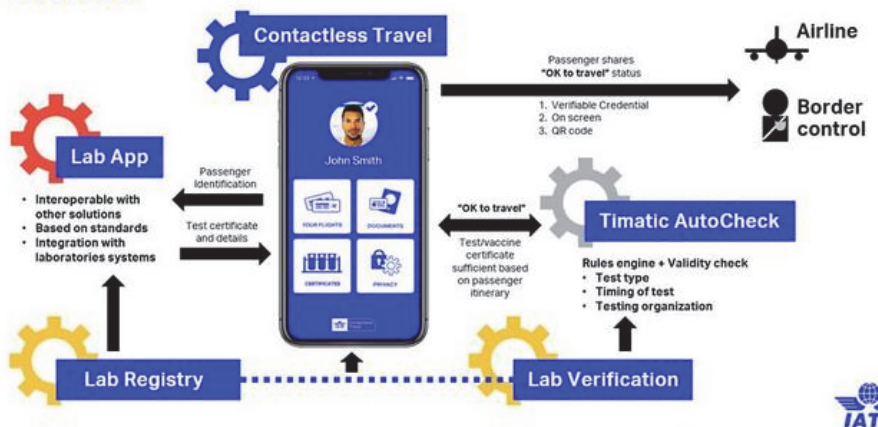 Contactless Travel
Passenger shares
"OK to travel" status
1. Verifiable Credential
2. On screen
3. QR code
Airline
Border
control
Lab App
• Interoperable with
other solutions
• Based on standards
• Integration with
laboratories systems
Passenger
Identification
Test certificate
and details
John Smith
YOUR FLIGHTS
DOCUMENTS
CERTIFICATES
PRIVACY
"OK to travel"
Test/vaccine
certificate
sufficient based
on passenger
itinerary
Timatic AutoCheck
Rules engine + Validity check
• Test type
• Timing of test
• Testing organization
Lab Registry
Lab Verification